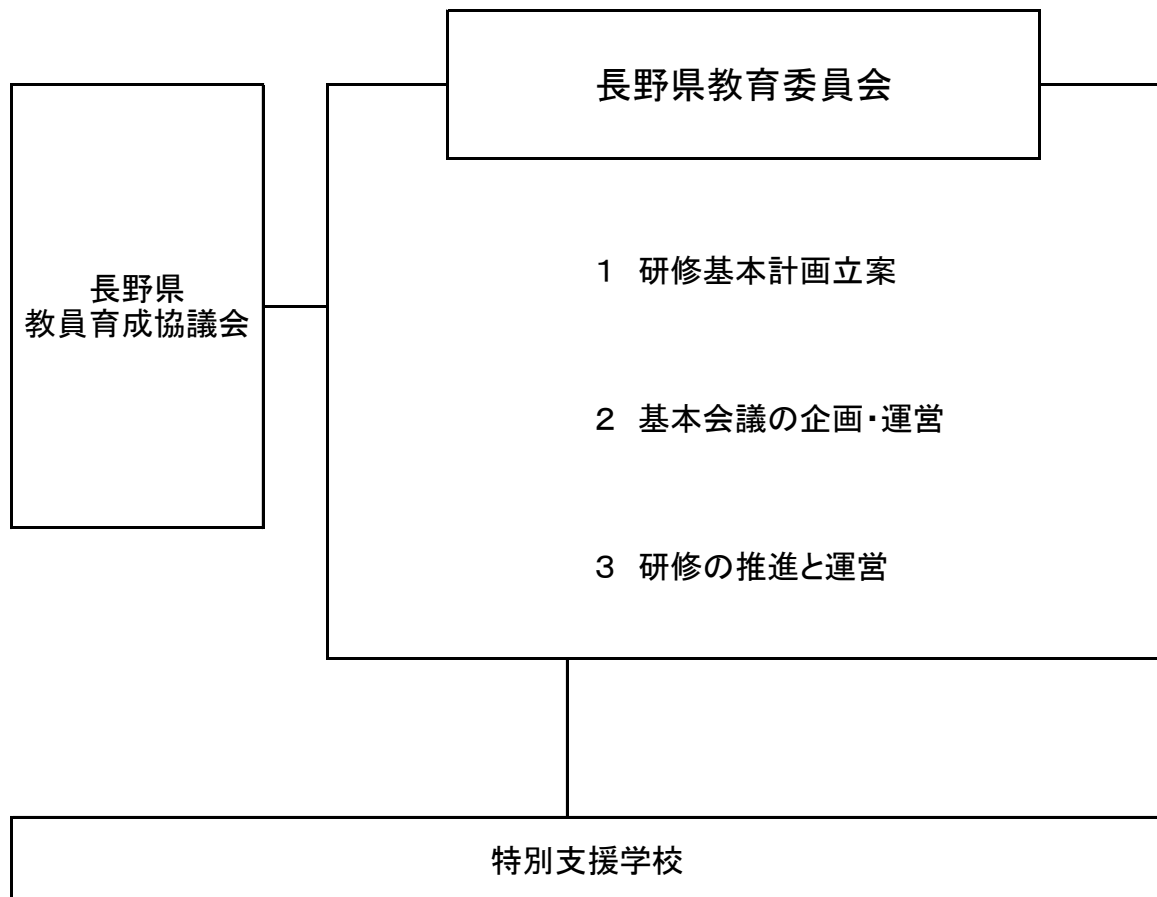 長野県教育委員会
長野県
教員育成協議会
1 研修基本計画立案
2 基本会議の企画・運営
3 研修の推進と運営
特別支援学校